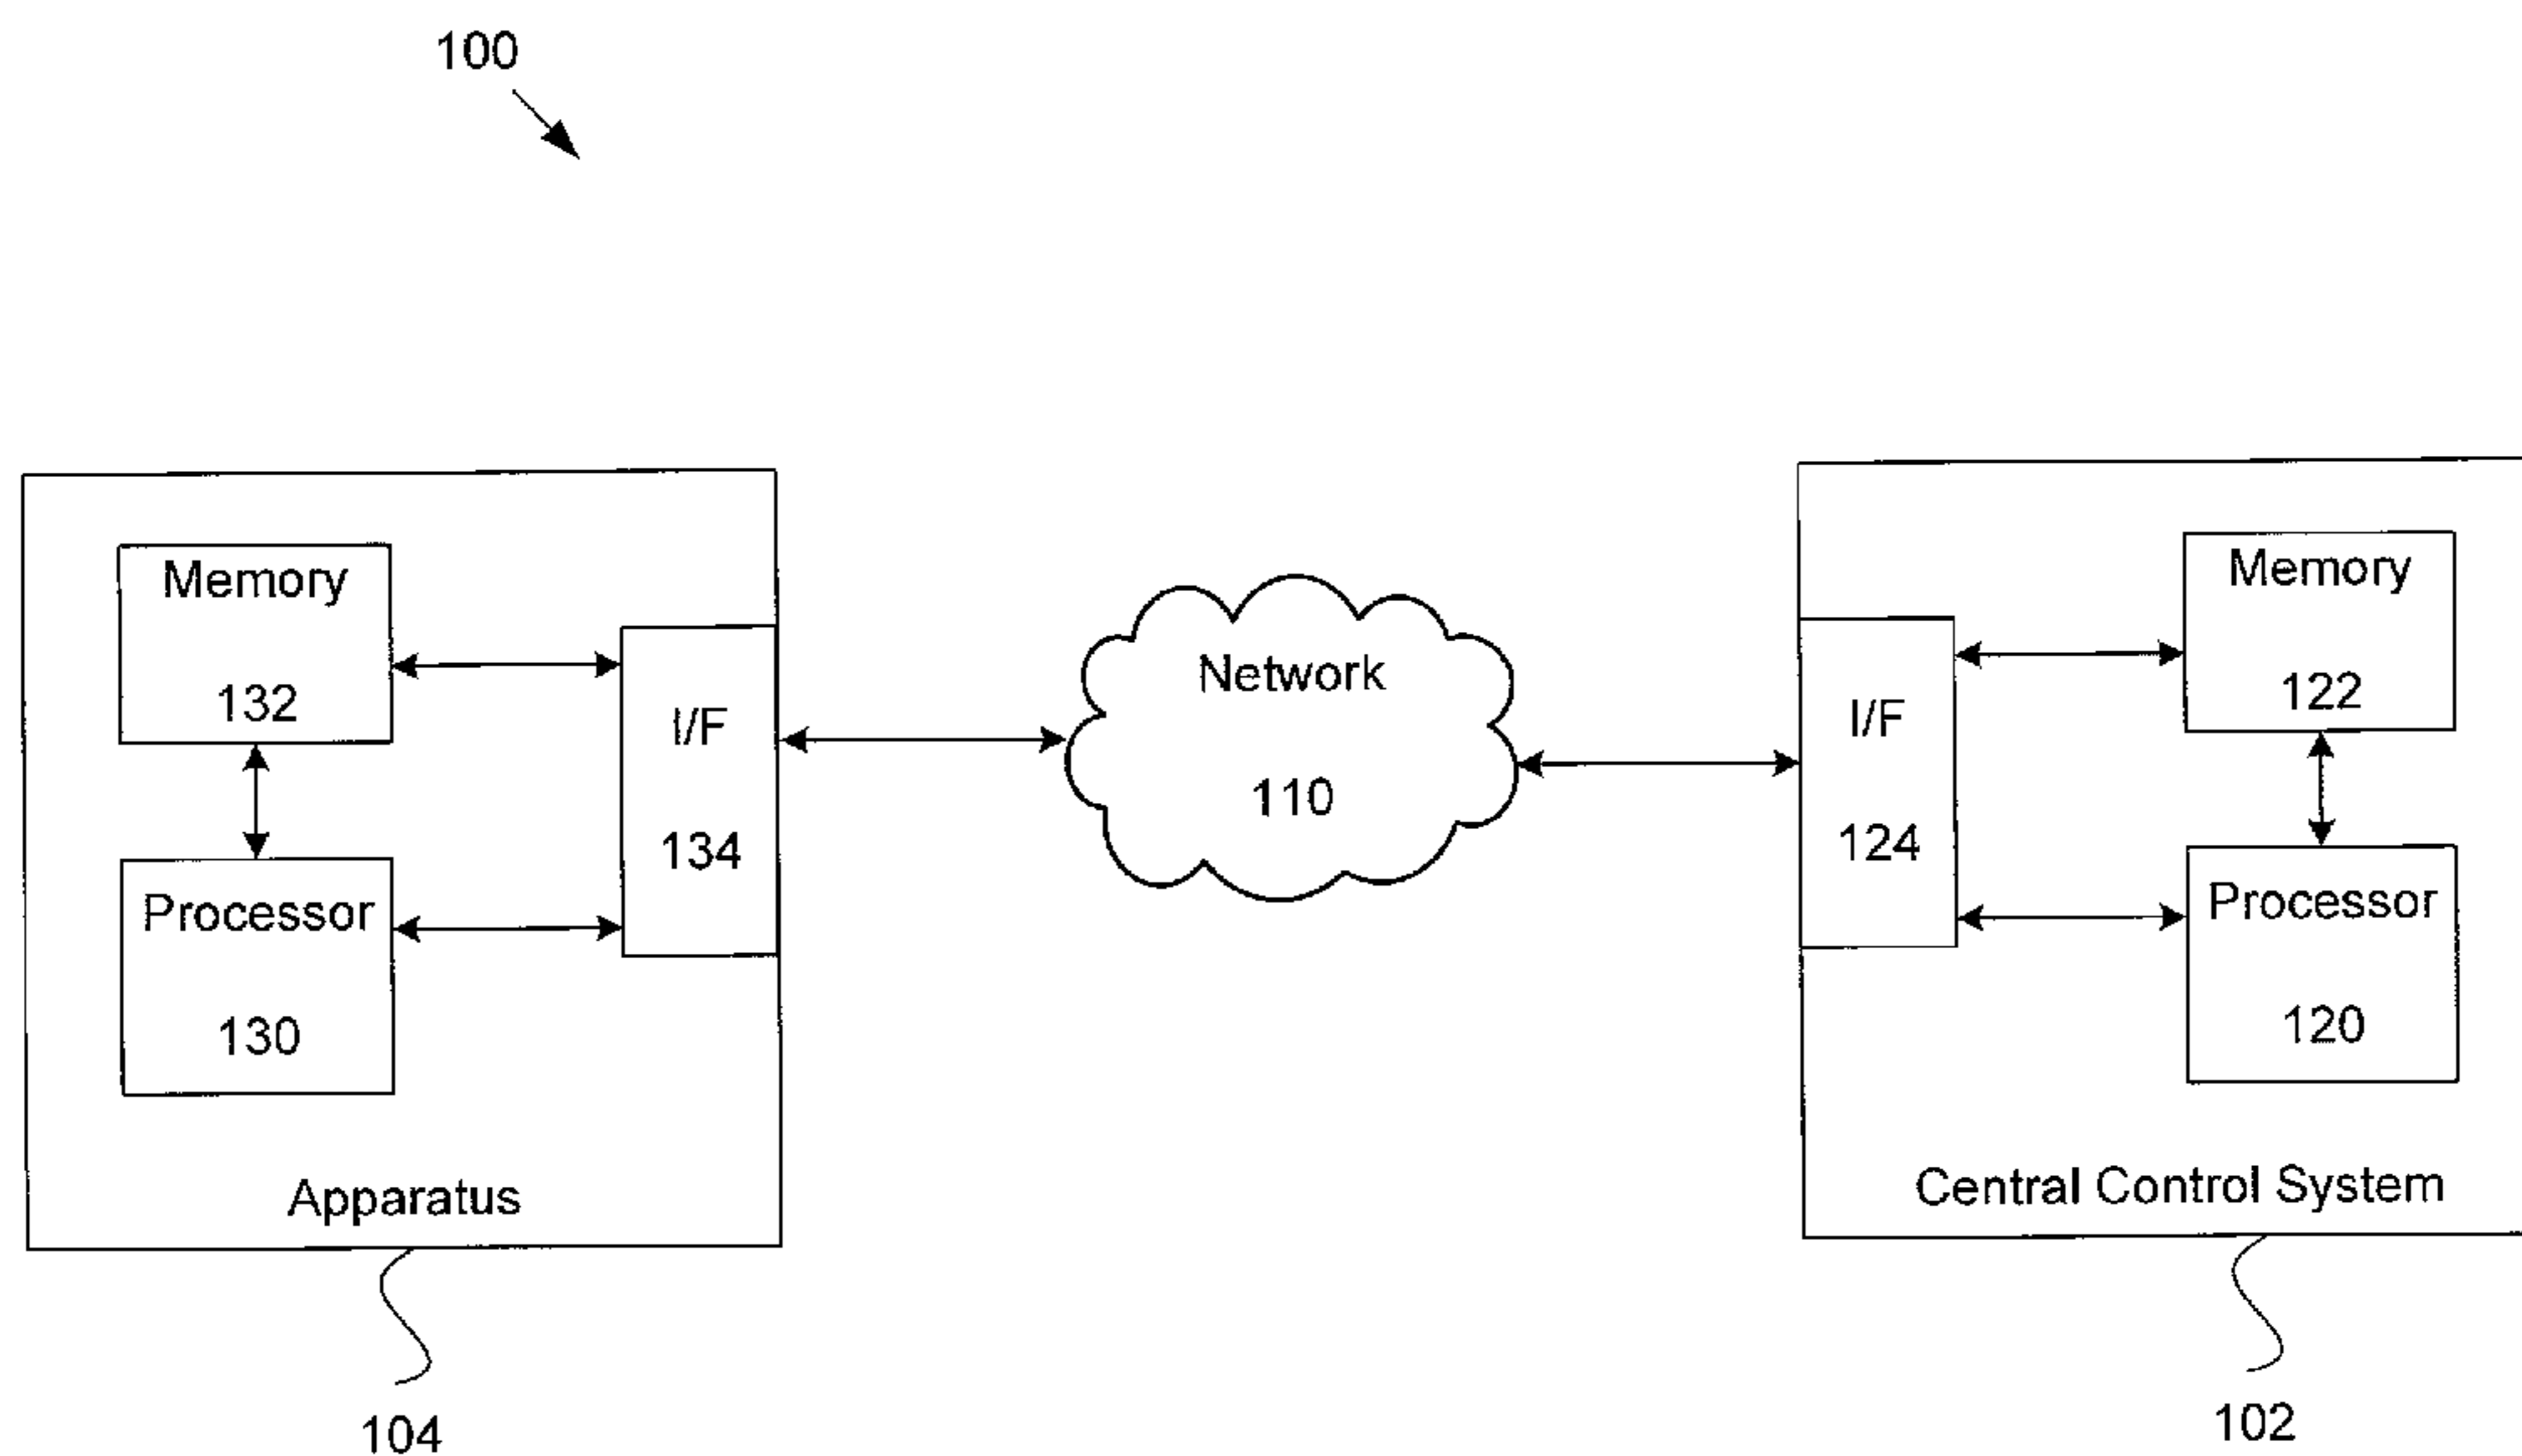 100
Memory
132
I/F
134
Processor
130
Apparatus
104
Network
110
I/F
124
Memory
122
Processor
120
Central Control System
102